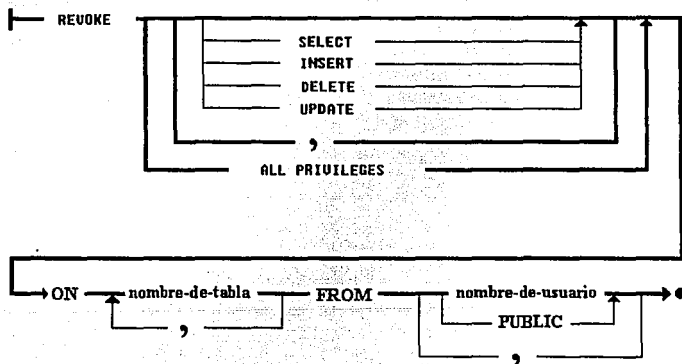 REVOKE
SELECT
INSERT
DELETE
UPDATE
,
ALL PRIVILEGES
ON nombre-de-tabla FROM nombre-de-usuario
PUBLIC
,
,